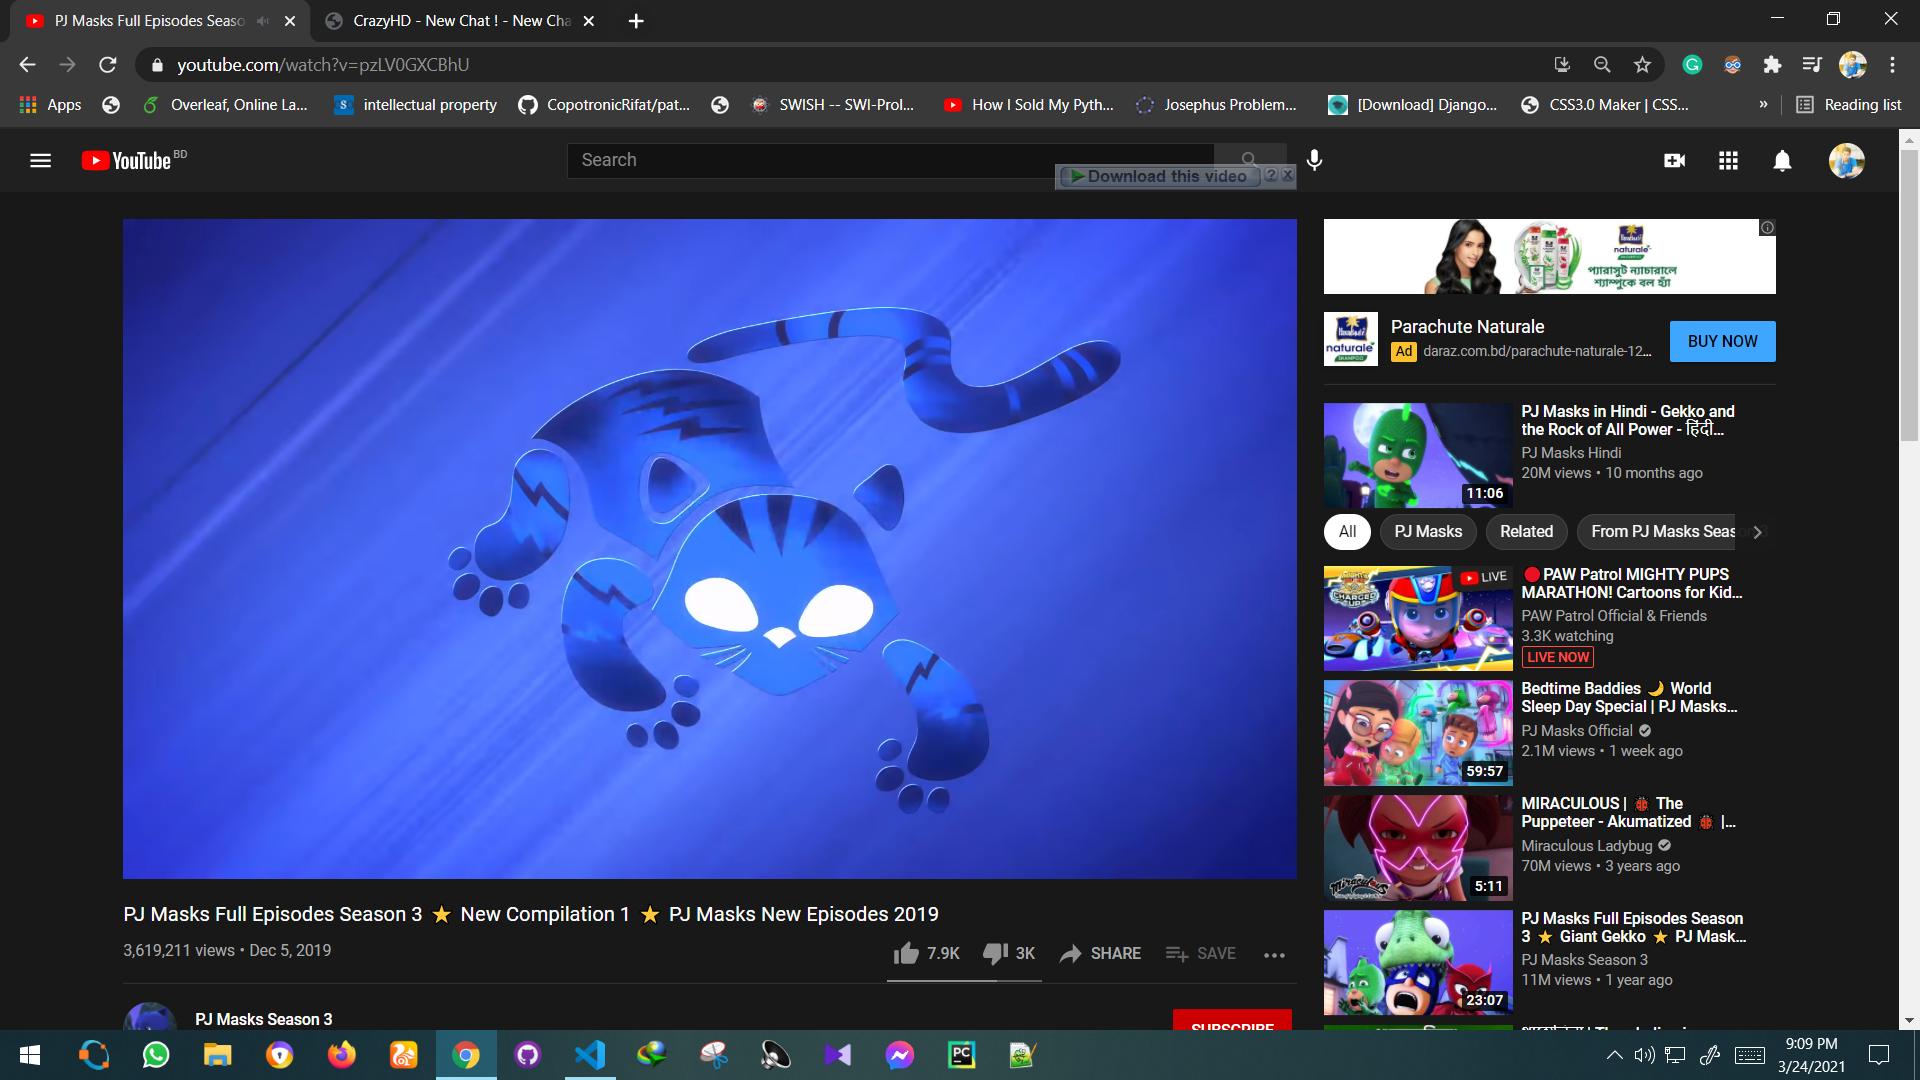 PJ Masks Full Episodes Seaso
CrazyHD - New Chat ! - New Cha
youtube.com/watch?v=pzLV0GXCBhU
Apps
Overleaf, Online La...
intellectual property
CopotronicRifat/pat...
SWISH -- SWI-Prol...
How I Sold My Pyth...
Josephus Problem...
[Download] Django...
CSS3.0 Maker | CSS...
»
Reading list
YouTube BD
Search
Download this video
naturale
প্যারাসুট ন্যাচারালে
শ্যাম্পুকে বল হ্যাঁ
naturale
SHAMPOO
Parachute Naturale
Ad daraz.com.bd/parachute-naturale-12...
BUY NOW
PJ Masks in Hindi - Gekko and
the Rock of All Power - हिंदी...
PJ Masks Hindi
20M views • 10 months ago
11:06
All
PJ Masks
Related
From PJ Masks Season 3
CHARGED UP
LIVE
PAW Patrol MIGHTY PUPS
MARATHON! Cartoons for Kid...
PAW Patrol Official & Friends
3.3K watching
LIVE NOW
Bedtime Baddies 🌙 World
Sleep Day Special | PJ Masks...
PJ Masks Official
2.1M views • 1 week ago
59:57
MIRACULOUS | 🐞 The
Puppeteer - Akumatized 🐞 |...
Miraculous Ladybug
70M views • 3 years ago
Miraculous
5:11
PJ Masks Full Episodes Season
3 ⭐ Giant Gekko ⭐ PJ Mask...
PJ Masks Season 3
11M views • 1 year ago
23:07
PJ Masks Full Episodes Season 3 ⭐ New Compilation 1 ⭐ PJ Masks New Episodes 2019
3,619,211 views • Dec 5, 2019
7.9K
3K
SHARE
SAVE
PJ Masks Season 3
SUBSCRIBE
PC
9:09 PM
3/24/2021